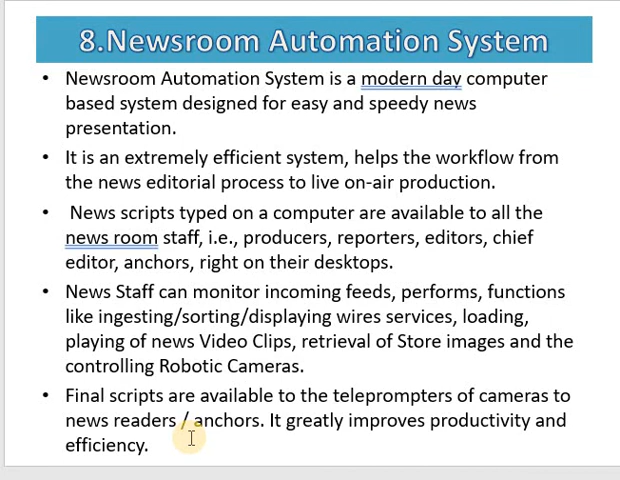 8.Newsroom Automation System
• Newsroom Automation System is a modern day computer
based system designed for easy and speedy news
presentation.
• It is an extremely efficient system, helps the workflow from
the news editorial process to live on-air production.
• News scripts typed on a computer are available to all the
news room staff, i.e., producers, reporters, editors, chief
editor, anchors, right on their desktops.
• News Staff can monitor incoming feeds, performs, functions
like ingesting/sorting/displaying wires services, loading,
playing of news Video Clips, retrieval of Store images and the
controlling Robotic Cameras.
• Final scripts are available to the teleprompters of cameras to
news readers / anchors. It greatly improves productivity and
efficiency.